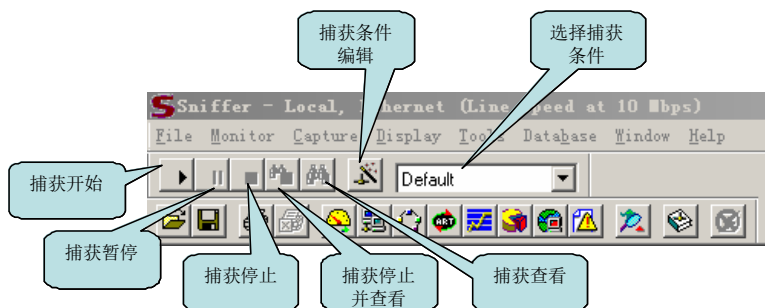 捕获条件
编辑
选择捕获
条件
Sniffer - Local, Ethernet (Line speed at 10 Mbps)
File Monitor Capture Display Tools Database Window Help
Default
ART
捕获开始
捕获暂停
捕获停止
捕获停止
并查看
捕获查看